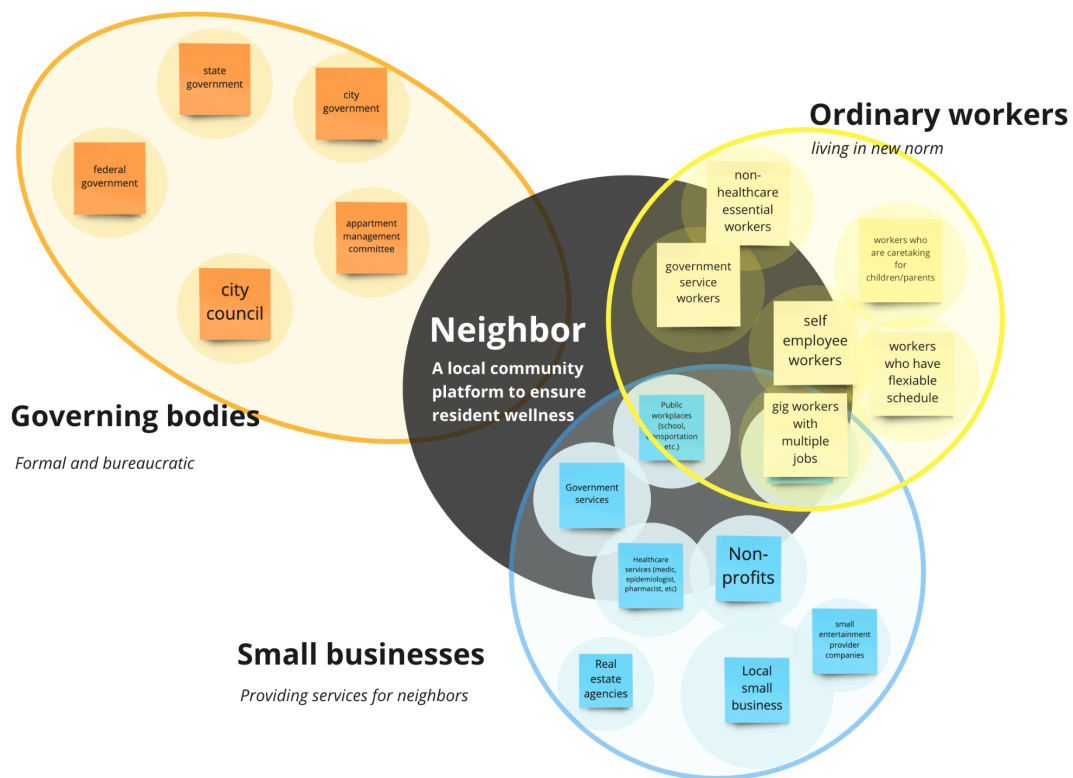 state
government
city
government
federal
government
appartment
management
committee
city
council
Governing bodies
Formal and bureaucratic
Neighbor
A local community
platform to ensure
resident wellness
Ordinary workers
living in new norm
non-
healthcare
essential
workers
workers who
are caretaking
for
children/parents
government
service
workers
self
employee
workers
workers
who have
flexiable
schedule
gig workers
with
multiple
jobs
Public
workplaces
(school,
transportation
etc.)
Government
services
Healthcare
services (medic,
epidemiologist,
pharmacist, etc)
Non-
profits
small
entertainment
provider
companies
Real
estate
agencies
Local
small
business
Small businesses
Providing services for neighbors